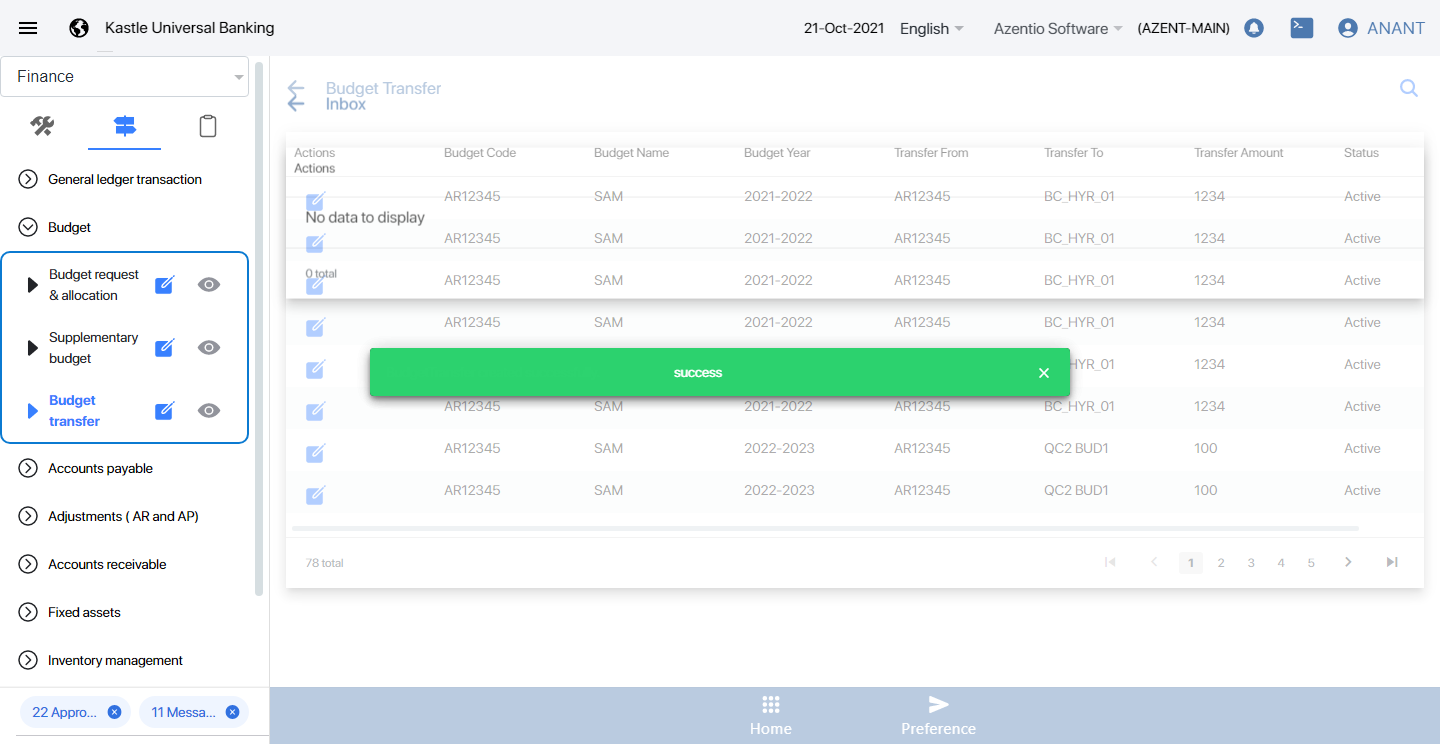 Kastle Universal Banking
21-Oct-2021
English
Azentio Software
(AZENT-MAIN)
ANANT
Finance
General ledger transaction
Budget
Budget request
& allocation
Supplementary
budget
Budget
transfer
Accounts payable
Adjustments ( AR and AP)
Accounts receivable
Fixed assets
Inventory management
22 Appro...
11 Messa...
Budget Transfer
Inbox
Actions Budget Code Budget Name Budget Year Transfer From Transfer To Transfer Amount Status
Actions
AR12345 SAM 2021-2022 AR12345 BC_HYR_01 1234 Active
No data to display
AR12345 SAM 2021-2022 AR12345 BC_HYR_01 1234 Active
0 total
AR12345 SAM 2021-2022 AR12345 BC_HYR_01 1234 Active
AR12345 SAM 2021-2022 AR12345 BC_HYR_01 1234 Active
HYR_01 1234 Active
success
AR12345 SAM 2021-2022 AR12345 BC_HYR_01 1234 Active
AR12345 SAM 2022-2023 AR12345 QC2 BUD1 100 Active
AR12345 SAM 2022-2023 AR12345 QC2 BUD1 100 Active
78 total
1 2 3 4 5
Home
Preference